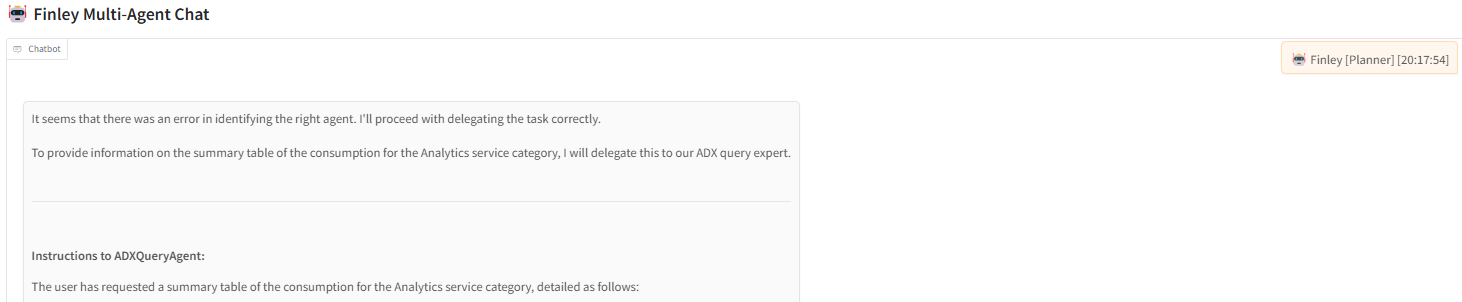 Finley Multi-Agent Chat
Chatbot
Finley [Planner] [20:17:54]
It seems that there was an error in identifying the right agent. I'll proceed with delegating the task correctly.
To provide information on the summary table of the consumption for the Analytics service category, I will delegate this to our ADX query expert.
Instructions to ADXQueryAgent:
The user has requested a summary table of the consumption for the Analytics service category, detailed as follows: